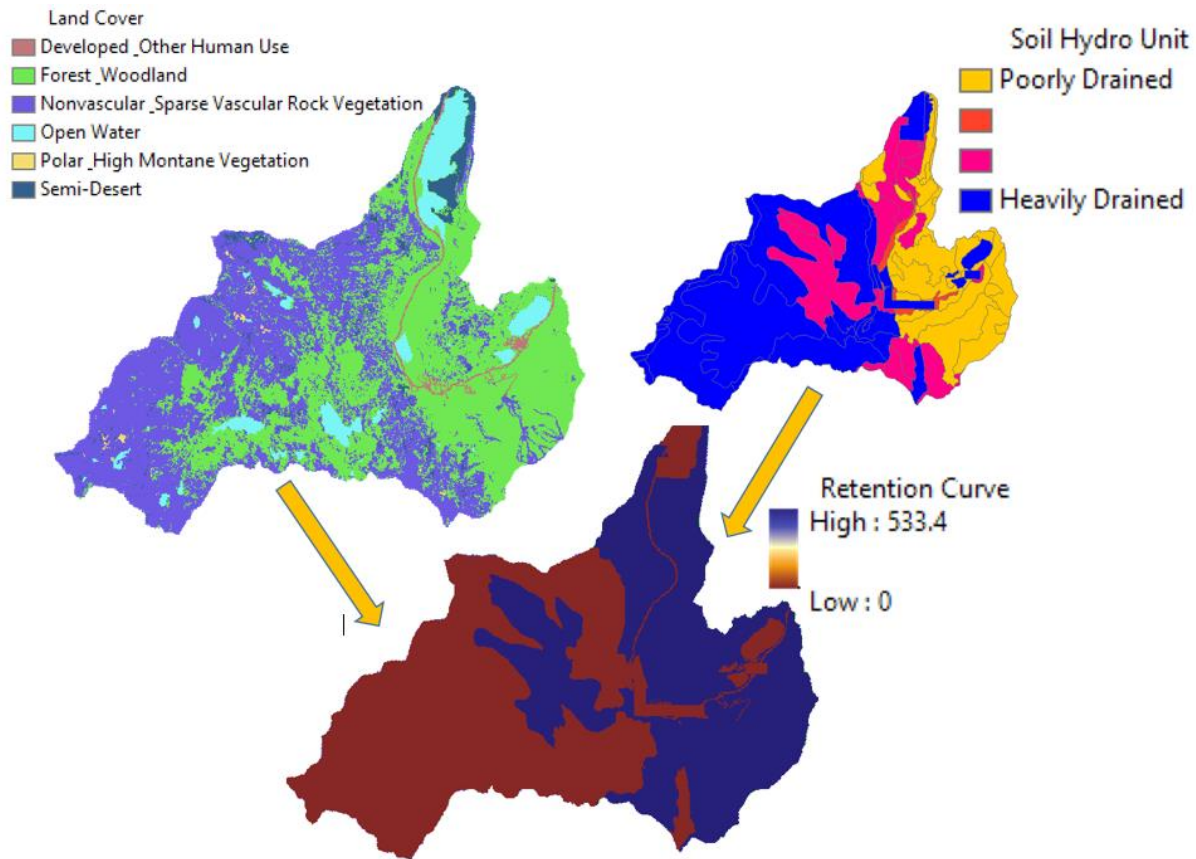 Land Cover
Developed _Other Human Use
Forest _Woodland
Nonvascular _Sparse Vascular Rock Vegetation
Open Water
Polar _High Montane Vegetation
Semi-Desert
Soil Hydro Unit
Poorly Drained
Heavily Drained
Retention Curve
High : 533.4
Low : 0